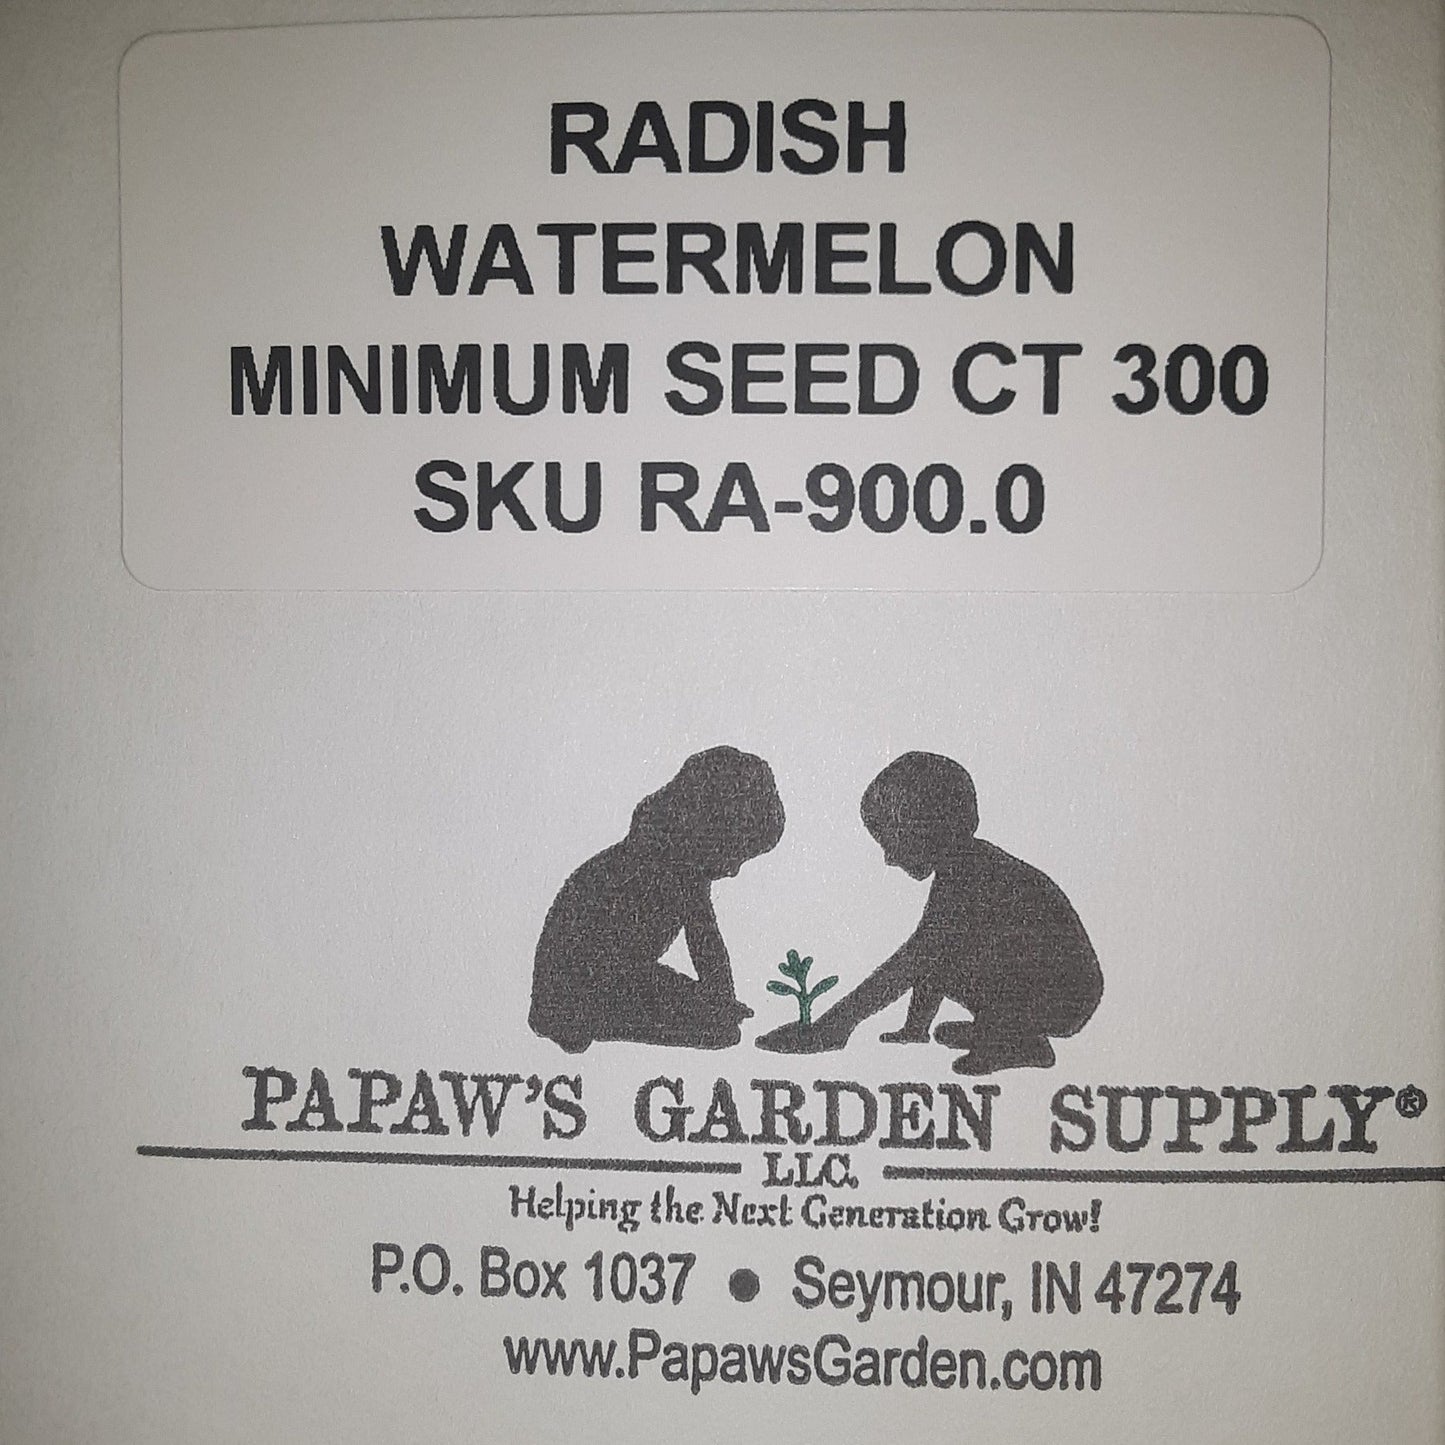 RADISH
WATERMELON
MINIMUM SEED CT 300
SKU RA-900.0
PAPAW'S GARDEN SUPPLY®
LLC.
Helping the Next Generation Grow!
P.O. Box 1037 • Seymour, IN 47274
www.PapawsGarden.com